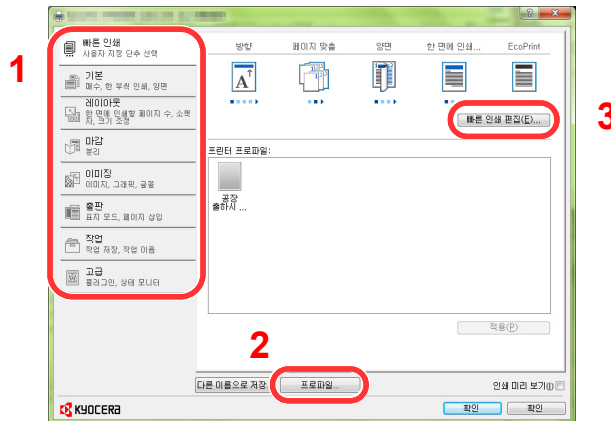 1
빠른 인쇄
사용자 지정 단추 선택
기본
매수, 한 부씩 인쇄, 양면
레이아웃
한 면에 인쇄할 페이지 수, 소책
자, 크기 조정
마감
분리
이미징
이미지, 그래픽, 글꼴
출판
표지 모드, 페이지 삽입
작업
작업 저장, 작업 이름
고급
플러그인, 상태 모니터
방향
페이지 맞춤
양면
한 면에 인쇄...
EcoPrint
A
빠른 인쇄 편집(E)...
3
프린터 프로파일:
공장
출하시 ...
적용(P)
2
다른 이름으로 저장
프로파일...
인쇄 미리 보기(I)
KYOCERA
확인
확인